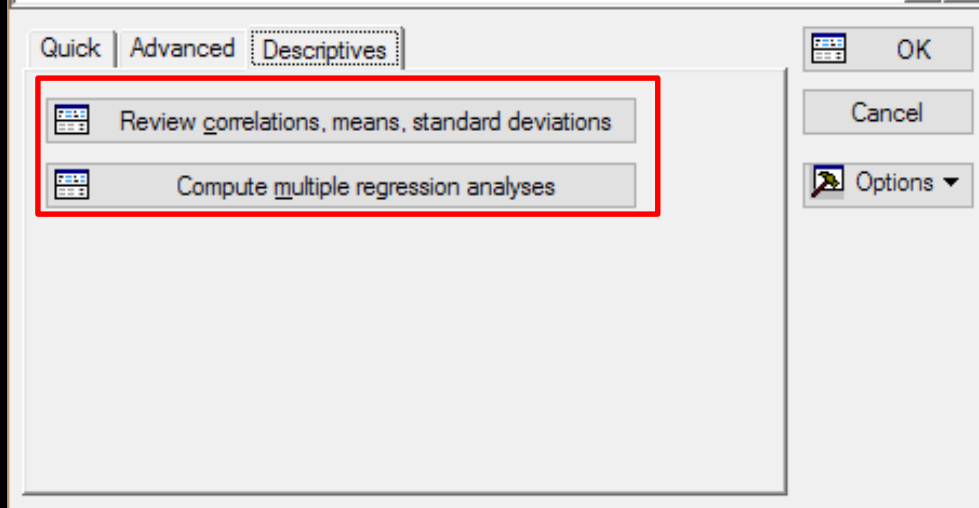 Quick Advanced Descriptives
OK
Review correlations, means, standard deviations
Cancel
Compute multiple regression analyses
Options